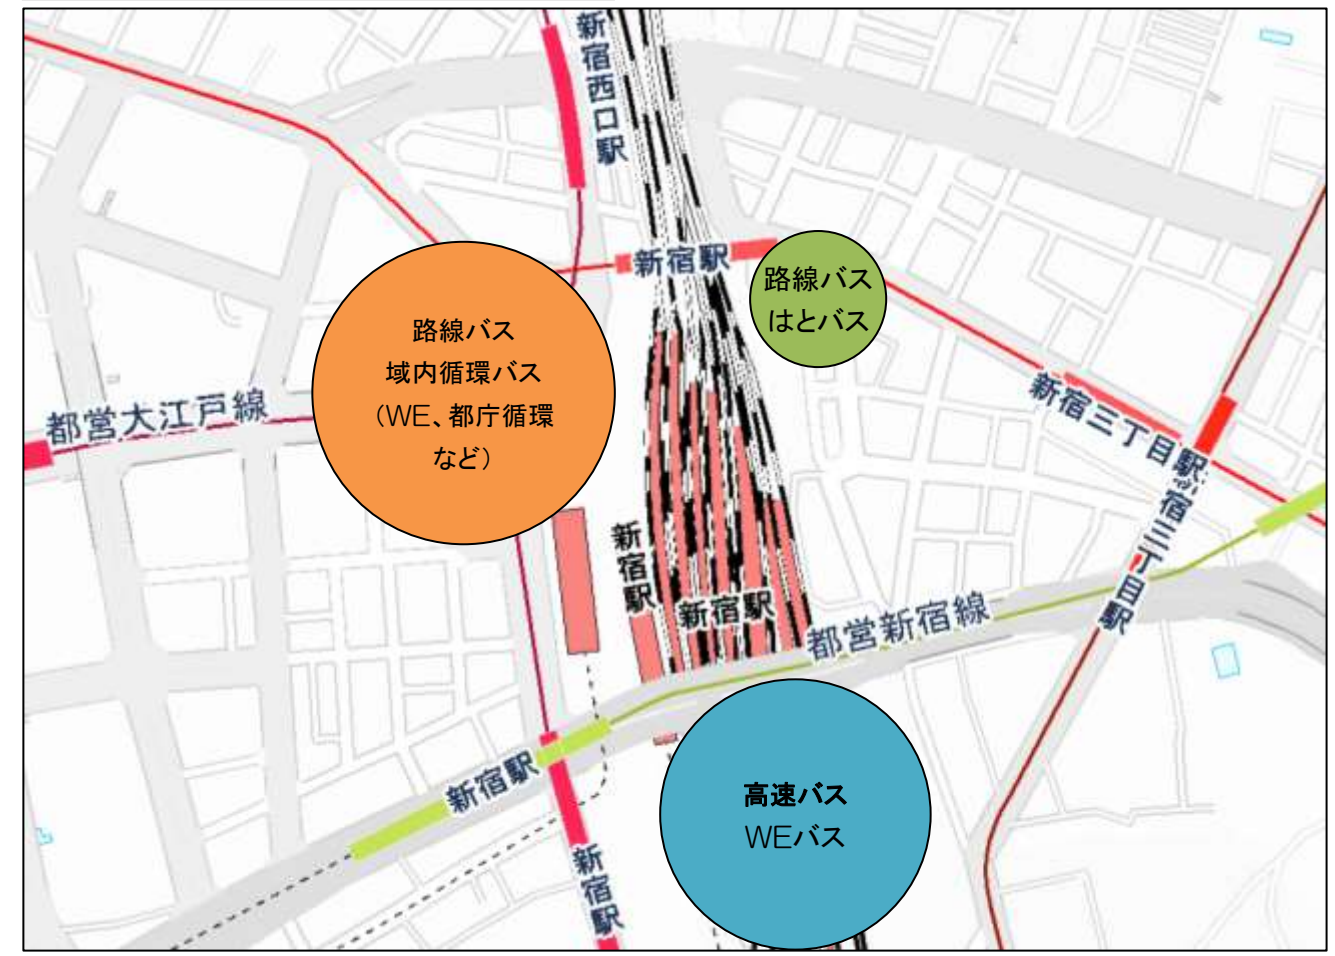 新宿西口駅
新宿駅
路線バス
はとバス
路線バス
域内循環バス
（WE、都庁循環
など）
都営大江戸線
新宿三丁目駅
新宿駅
新宿駅
都営新宿線
宿三丁目駅
新宿駅
高速バス
WEバス
新宿駅